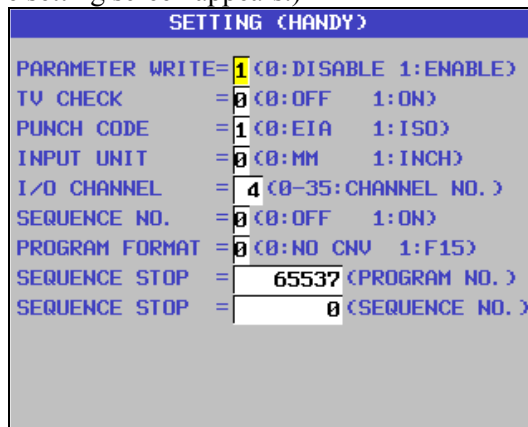 e setting screen appears.)
SETTING (HANDY)
PARAMETER WRITE=1(0:DISABLE 1:ENABLE)
TV CHECK =0(0:OFF 1:ON)
PUNCH CODE =1(0:EIA 1:ISO)
INPUT UNIT =0(0:MM 1:INCH)
I/O CHANNEL = 4(0-35:CHANNEL NO.)
SEQUENCE NO. =0(0:OFF 1:ON)
PROGRAM FORMAT =0(0:NO CNV 1:F15)
SEQUENCE STOP = 65537(PROGRAM NO.)
SEQUENCE STOP = 0(SEQUENCE NO.)